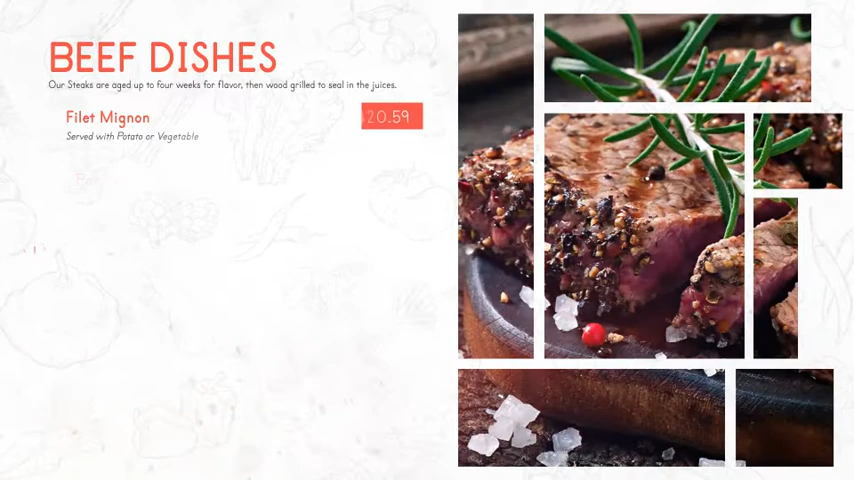 BEEF DISHES
Our Steaks are aged up to four weeks for flavor, then wood grilled to seal in the juices.
Filet Mignon
20.59
Served with Potato or Vegetable